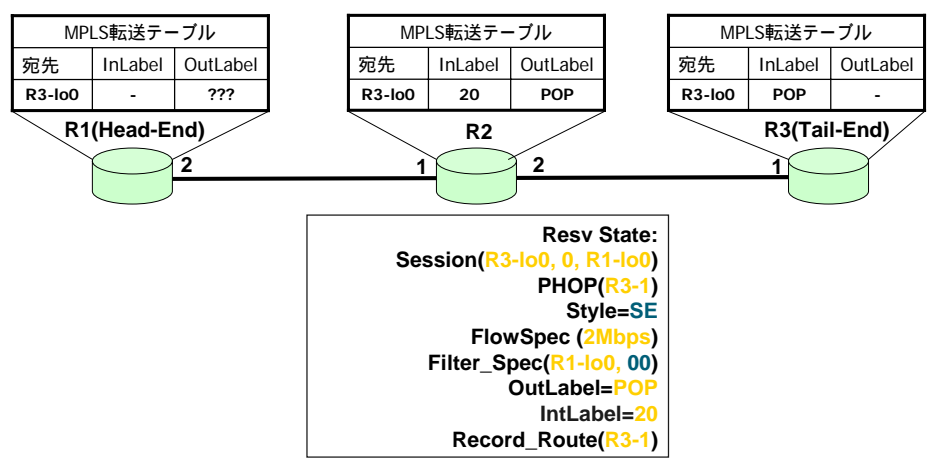 MPLS転送テーブル
宛先 InLabel OutLabel
R3-lo0 - ???
MPLS転送テーブル
宛先 InLabel OutLabel
R3-lo0 20 POP
MPLS転送テーブル
宛先 InLabel OutLabel
R3-lo0 POP -
R1(Head-End)
R2
R3(Tail-End)
2
1
2
1
Resv State:
Session(R3-lo0, 0, R1-lo0)
PHOP(R3-1)
Style=SE
FlowSpec (2Mbps)
Filter_Spec(R1-lo0, 00)
OutLabel=POP
IntLabel=20
Record_Route(R3-1)